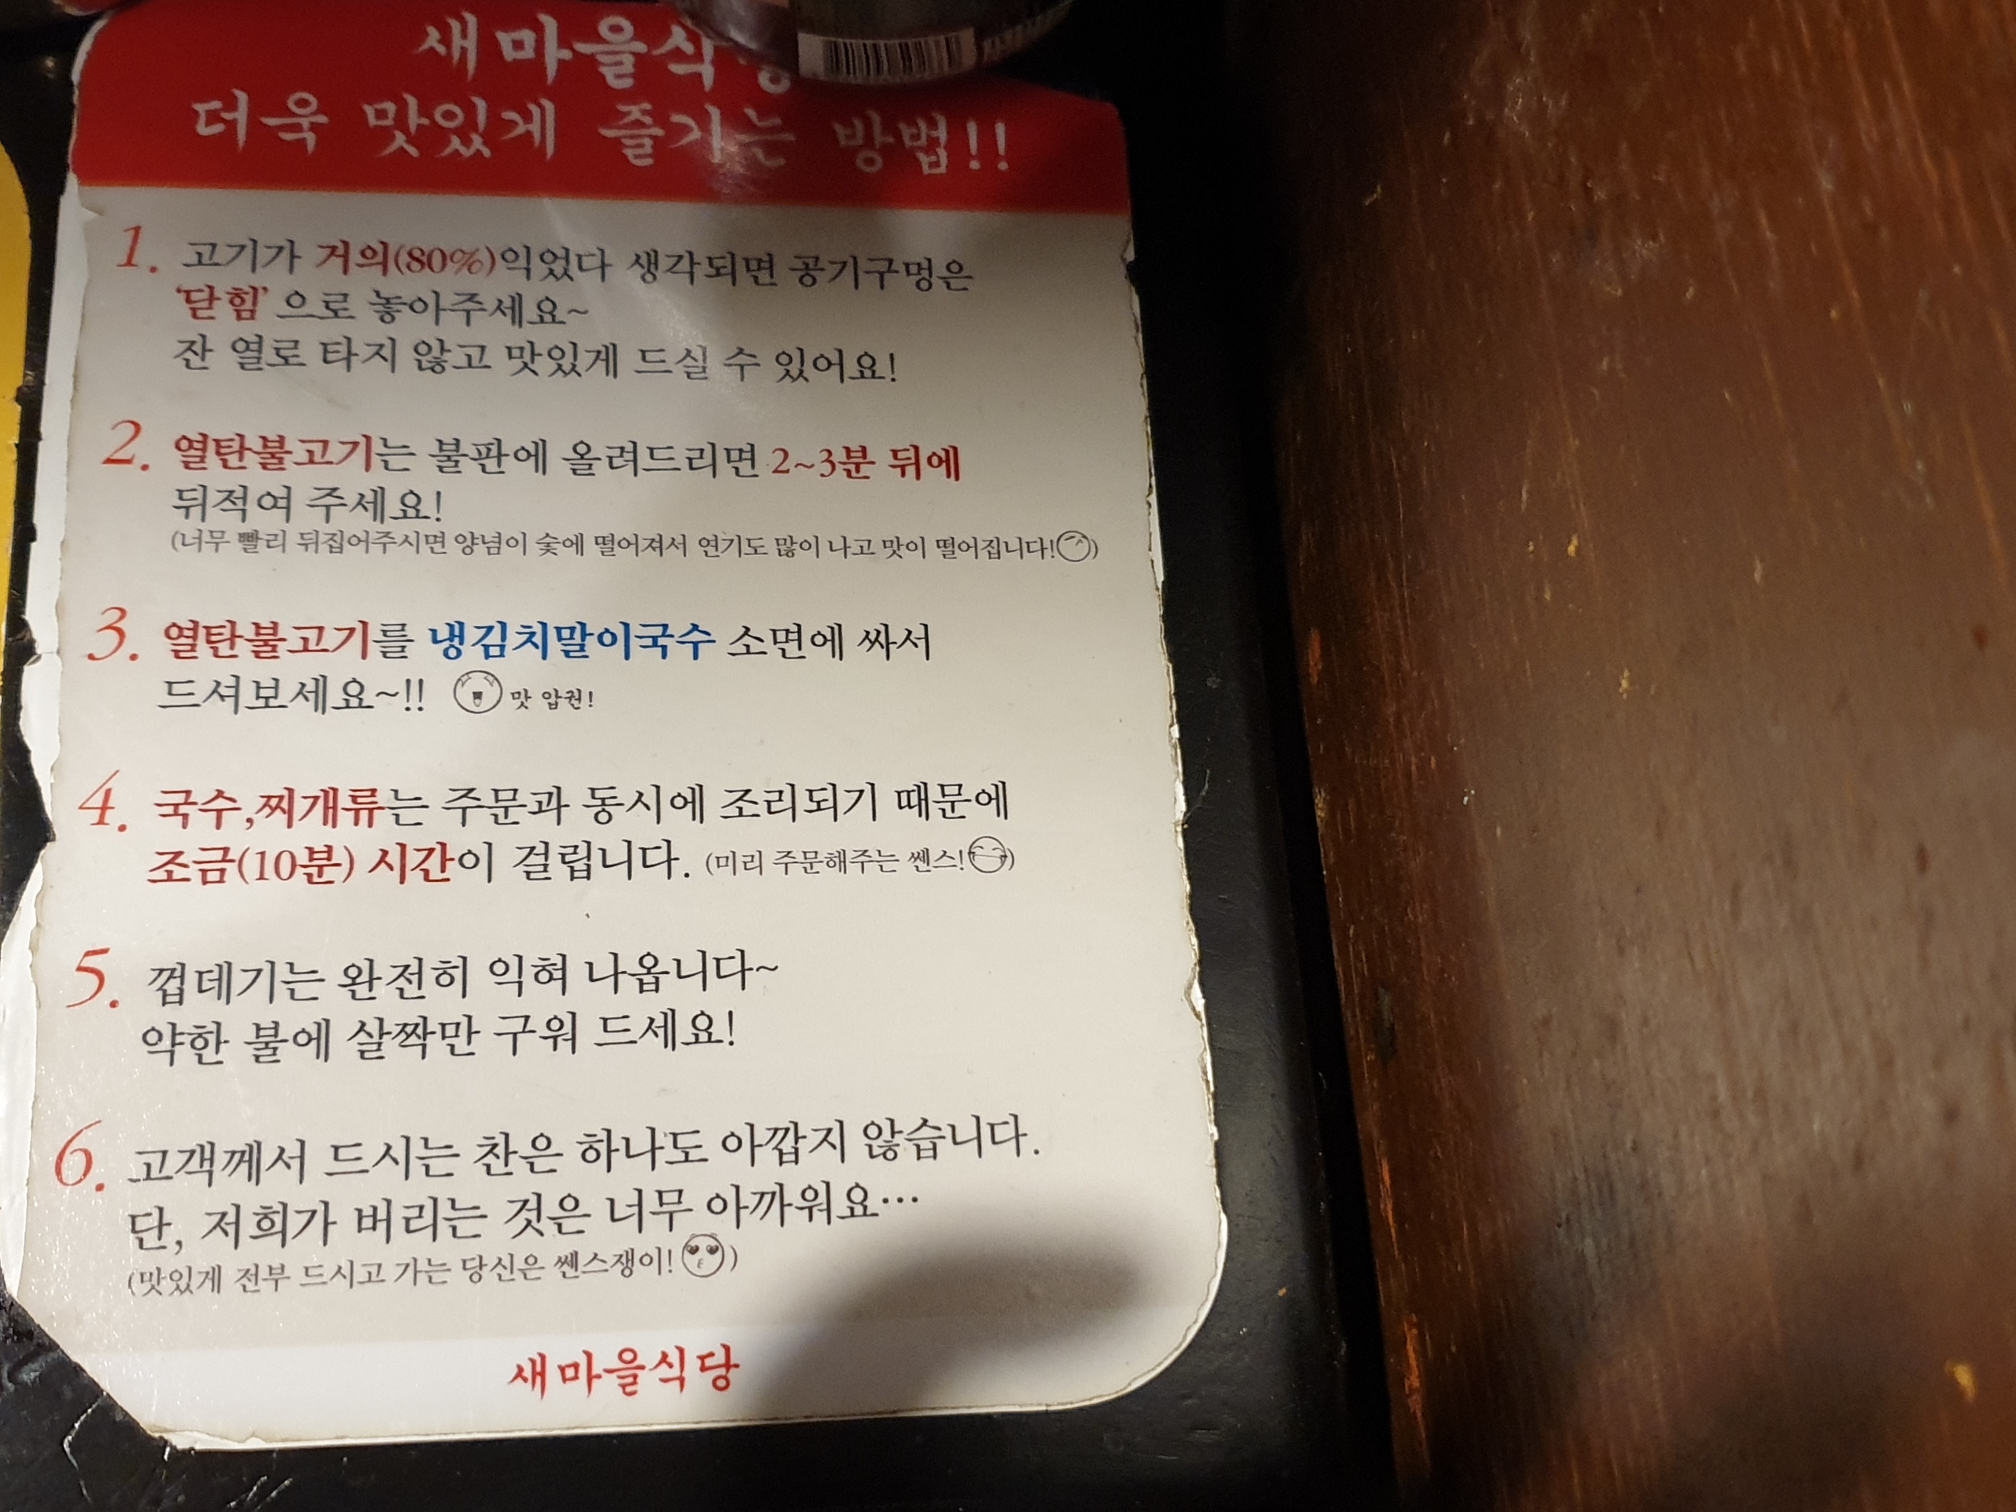 새마을식당
더욱 맛있게 즐기는 방법!!
1. 고기가 거의(80%)익었다 생각되면 공기구멍은
'닫힘' 으로 놓아주세요~
잔 열로 타지 않고 맛있게 드실 수 있어요!
2. 열탄불고기는 불판에 올려드리면 2~3분 뒤에
뒤적여 주세요!
(너무 빨리 뒤집어주시면 양념이 숯에 떨어져서 연기도 많이 나고 맛이 떨어집니다!)
3. 열탄불고기를 냉김치말이국수 소면에 싸서
드셔보세요~!! 맛 압권!
4. 국수,찌개류는 주문과 동시에 조리되기 때문에
조금(10분) 시간이 걸립니다. (미리 주문해주는 쎈스!)
5. 껍데기는 완전히 익혀 나옵니다~
약한 불에 살짝만 구워 드세요!
6. 고객께서 드시는 찬은 하나도 아깝지 않습니다.
단, 저희가 버리는 것은 너무 아까워요…
(맛있게 전부 드시고 가는 당신은 쎈스쟁이!)
새마을식당